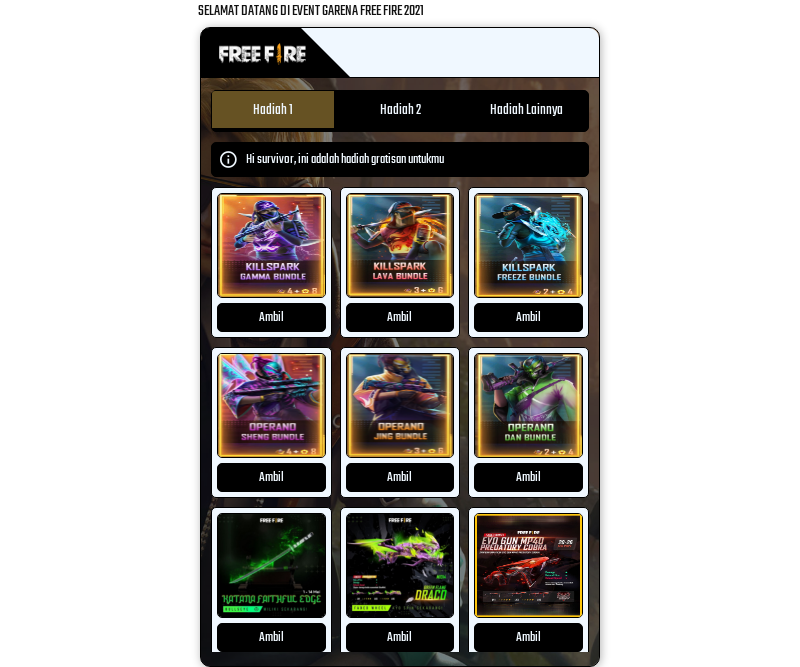 SELAMAT DATANG DI EVENT GARENA FREE FIRE 2021
FREE FIRE
Hadiah 1
Hadiah 2
Hadiah Lainnya
Hi survivor, ini adalah hadiah gratisan untukmu
KILLSPARK
GAMMA BUNDLE
4 + 8
Ambil
KILLSPARK
LAVA BUNDLE
3 + 6
Ambil
KILLSPARK
FREEZE BUNDLE
2 + 4
Ambil
OPERANO
SHENG BUNDLE
4 + 8
Ambil
OPERANO
JING BUNDLE
3 + 6
Ambil
OPERANO
DAN BUNDLE
2 + 4
Ambil
FREE FIRE
KATANA FAITHFUL EDGE
Ambil
FREE FIRE
GREEN FLAME
DRACO
FADED WHEEL
Ambil
FREE FIRE
EVO GUN MP40
PREDATORY COBRA
Ambil